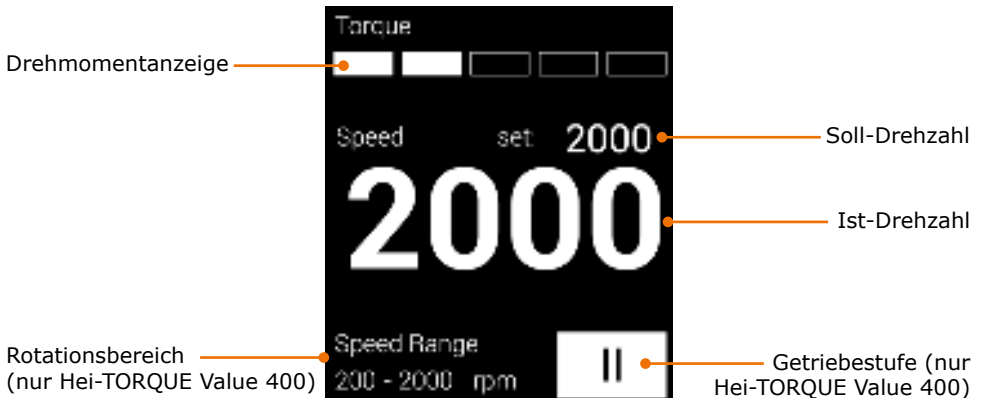 Torque
Drehmomentanzeige
Speed set: 2000
Soll-Drehzahl
2000
Ist-Drehzahl
Speed Range
200 - 2000 rpm
II
Rotationsbereich
(nur Hei-TORQUE Value 400)
Getriebestufe (nur
Hei-TORQUE Value 400)